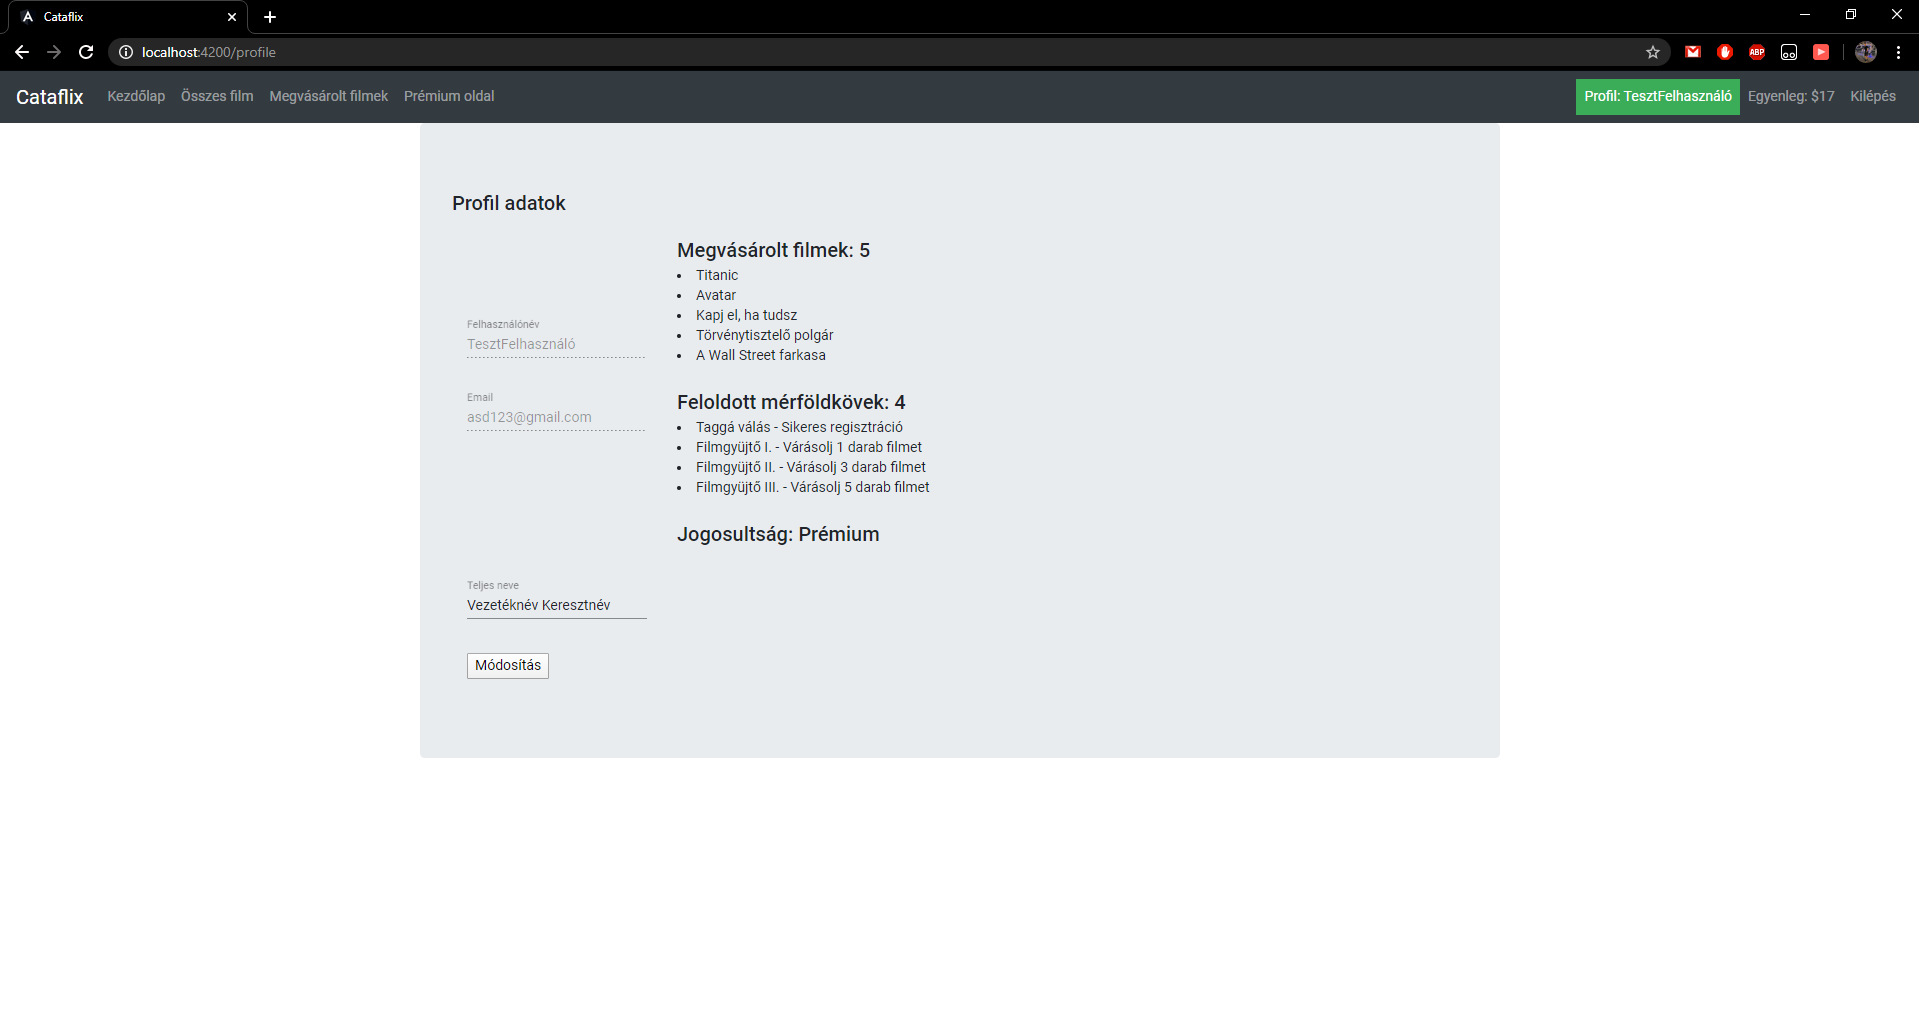 Cataflix
localhost:4200/profile
ABP
Cataflix Kezdőlap Összes film Megvásárolt filmek Prémium oldal Profil: TesztFelhasználó Egyenleg: $17 Kilépés
Profil adatok
Megvásárolt filmek: 5
Titanic
Avatar
Kapj el, ha tudsz
Törvénytisztelő polgár
A Wall Street farkasa
Felhasználónév
TesztFelhasználó
Email
asd123@gmail.com
Feloldott mérföldkövek: 4
Taggá válás - Sikeres regisztráció
Filmgyüjtő I. - Várásolj 1 darab filmet
Filmgyüjtő II. - Várásolj 3 darab filmet
Filmgyüjtő III. - Várásolj 5 darab filmet
Jogosultság: Prémium
Teljes neve
Vezetéknév Keresztnév
Módosítás